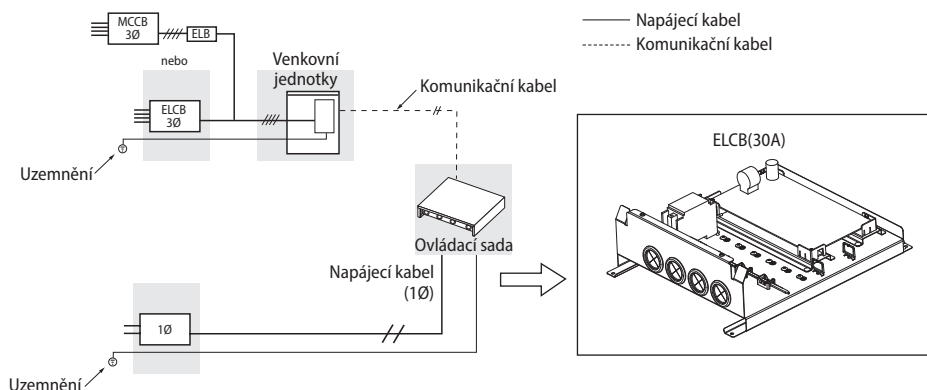 MCCB
3Ø
ELB
nebo
ELCB
3Ø
Uzemnění
Venkovní
jednotky
Komunikační kabel
Napájecí kabel
Komunikační kabel
Ovládací sada
Napájecí kabel
(1Ø)
1Ø
Uzemnění
ELCB(30A)